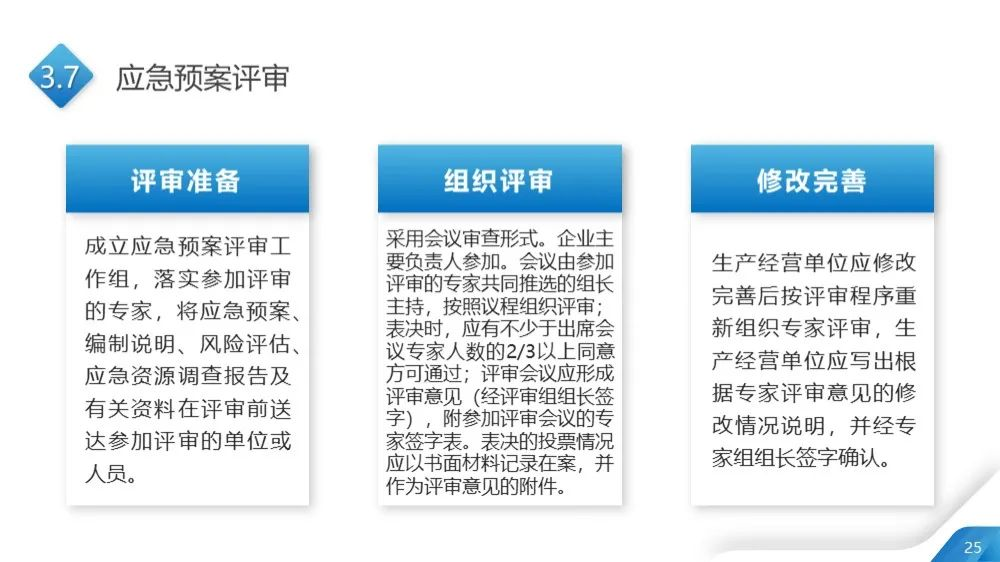 3.7
应急预案评审
评审准备
成立应急预案评审工
作组，落实参加评审
的专家，将应急预案、
编制说明、风险评估、
应急资源调查报告及
有关资料在评审前送
达参加评审的单位或
人员。
组织评审
采用会议审查形式。企业主
要负责人参加。会议由参加
评审的专家共同推选的组长
主持，按照议程组织评审；
表决时，应有不少于出席会
议专家人数的2/3以上同意
方可通过；评审会议应形成
评审意见（经评审组组长签
字），附参加评审会议的专
家签字表。表决的投票情况
应以书面材料记录在案，并
作为评审意见的附件。
修改完善
生产经营单位应修改
完善后按评审程序重
新组织专家评审，生
产经营单位应写出根
据专家评审意见的修
改情况说明，并经专
家组组长签字确认。
25